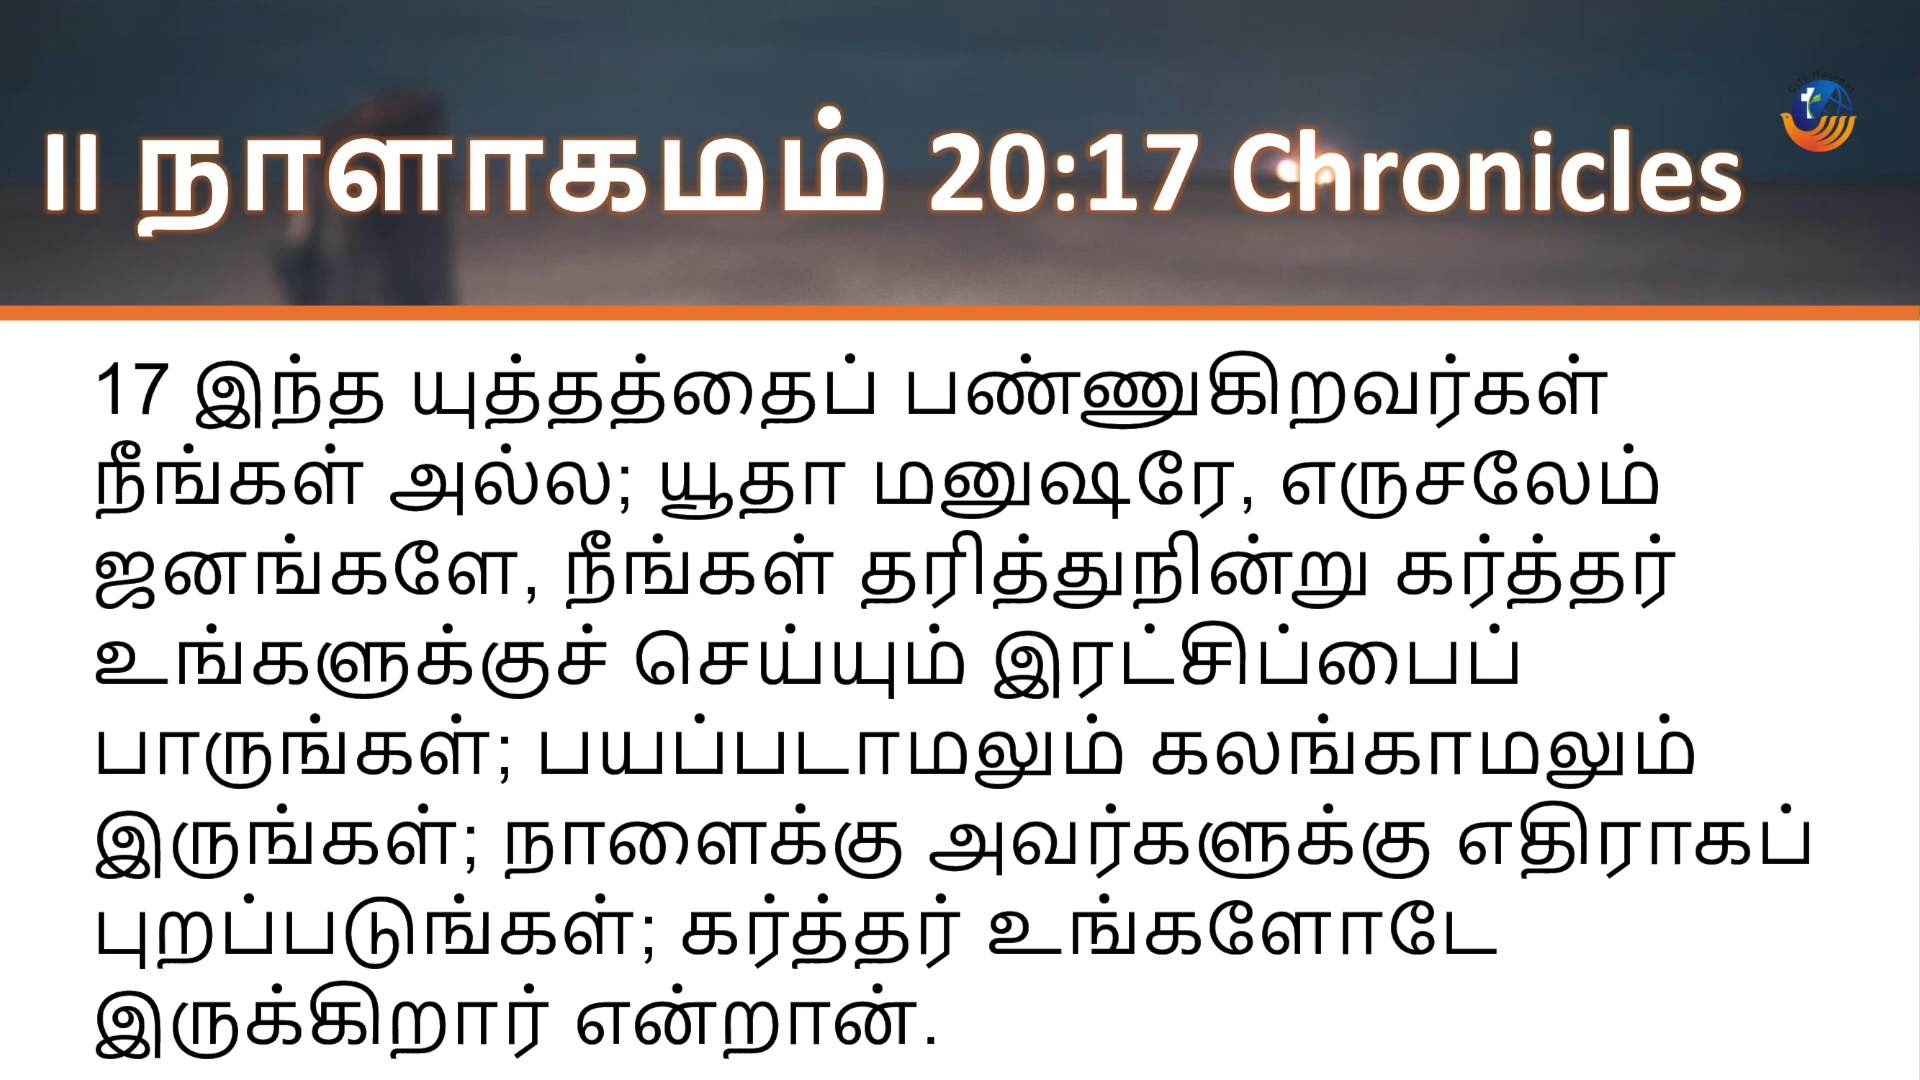 II நாளாகமம் 20:17 Chronicles
17 இந்த யுத்தத்தைப் பண்ணுகிறவர்கள்
நீங்கள் அல்ல; யூதா மனுஷரே, எருசலேம்
ஜனங்களே, நீங்கள் தரித்துநின்று கர்த்தர்
உங்களுக்குச் செய்யும் இரட்சிப்பைப்
பாருங்கள்; பயப்படாமலும் கலங்காமலும்
இருங்கள்; நாளைக்கு அவர்களுக்கு எதிராகப்
புறப்படுங்கள்; கர்த்தர் உங்களோடே
இருக்கிறார் என்றான்.